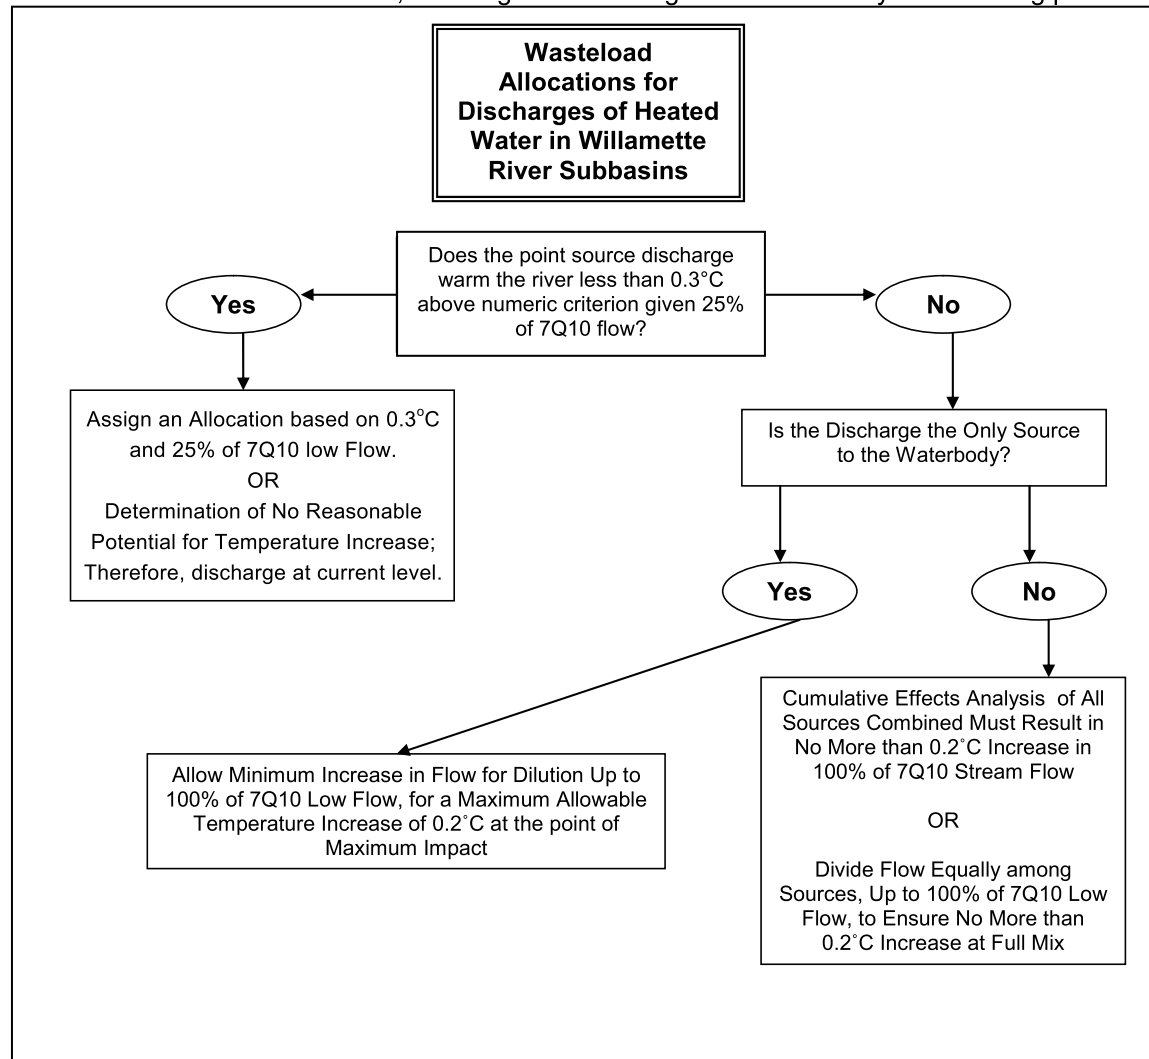 Wasteload
Allocations for
Discharges of Heated
Water in Willamette
River Subbasins
Does the point source discharge
warm the river less than 0.3°C
above numeric criterion given 25%
of 7Q10 flow?
Yes
No
Assign an Allocation based on 0.3°C
and 25% of 7Q10 low Flow.
OR
Determination of No Reasonable
Potential for Temperature Increase;
Therefore, discharge at current level.
Is the Discharge the Only Source
to the Waterbody?
Yes
No
Allow Minimum Increase in Flow for Dilution Up to
100% of 7Q10 Low Flow, for a Maximum Allowable
Temperature Increase of 0.2˚C at the point of
Maximum Impact
Cumulative Effects Analysis of All
Sources Combined Must Result in
No More than 0.2˚C Increase in
100% of 7Q10 Stream Flow
OR
Divide Flow Equally among
Sources, Up to 100% of 7Q10 Low
Flow, to Ensure No More than
0.2˚C Increase at Full Mix